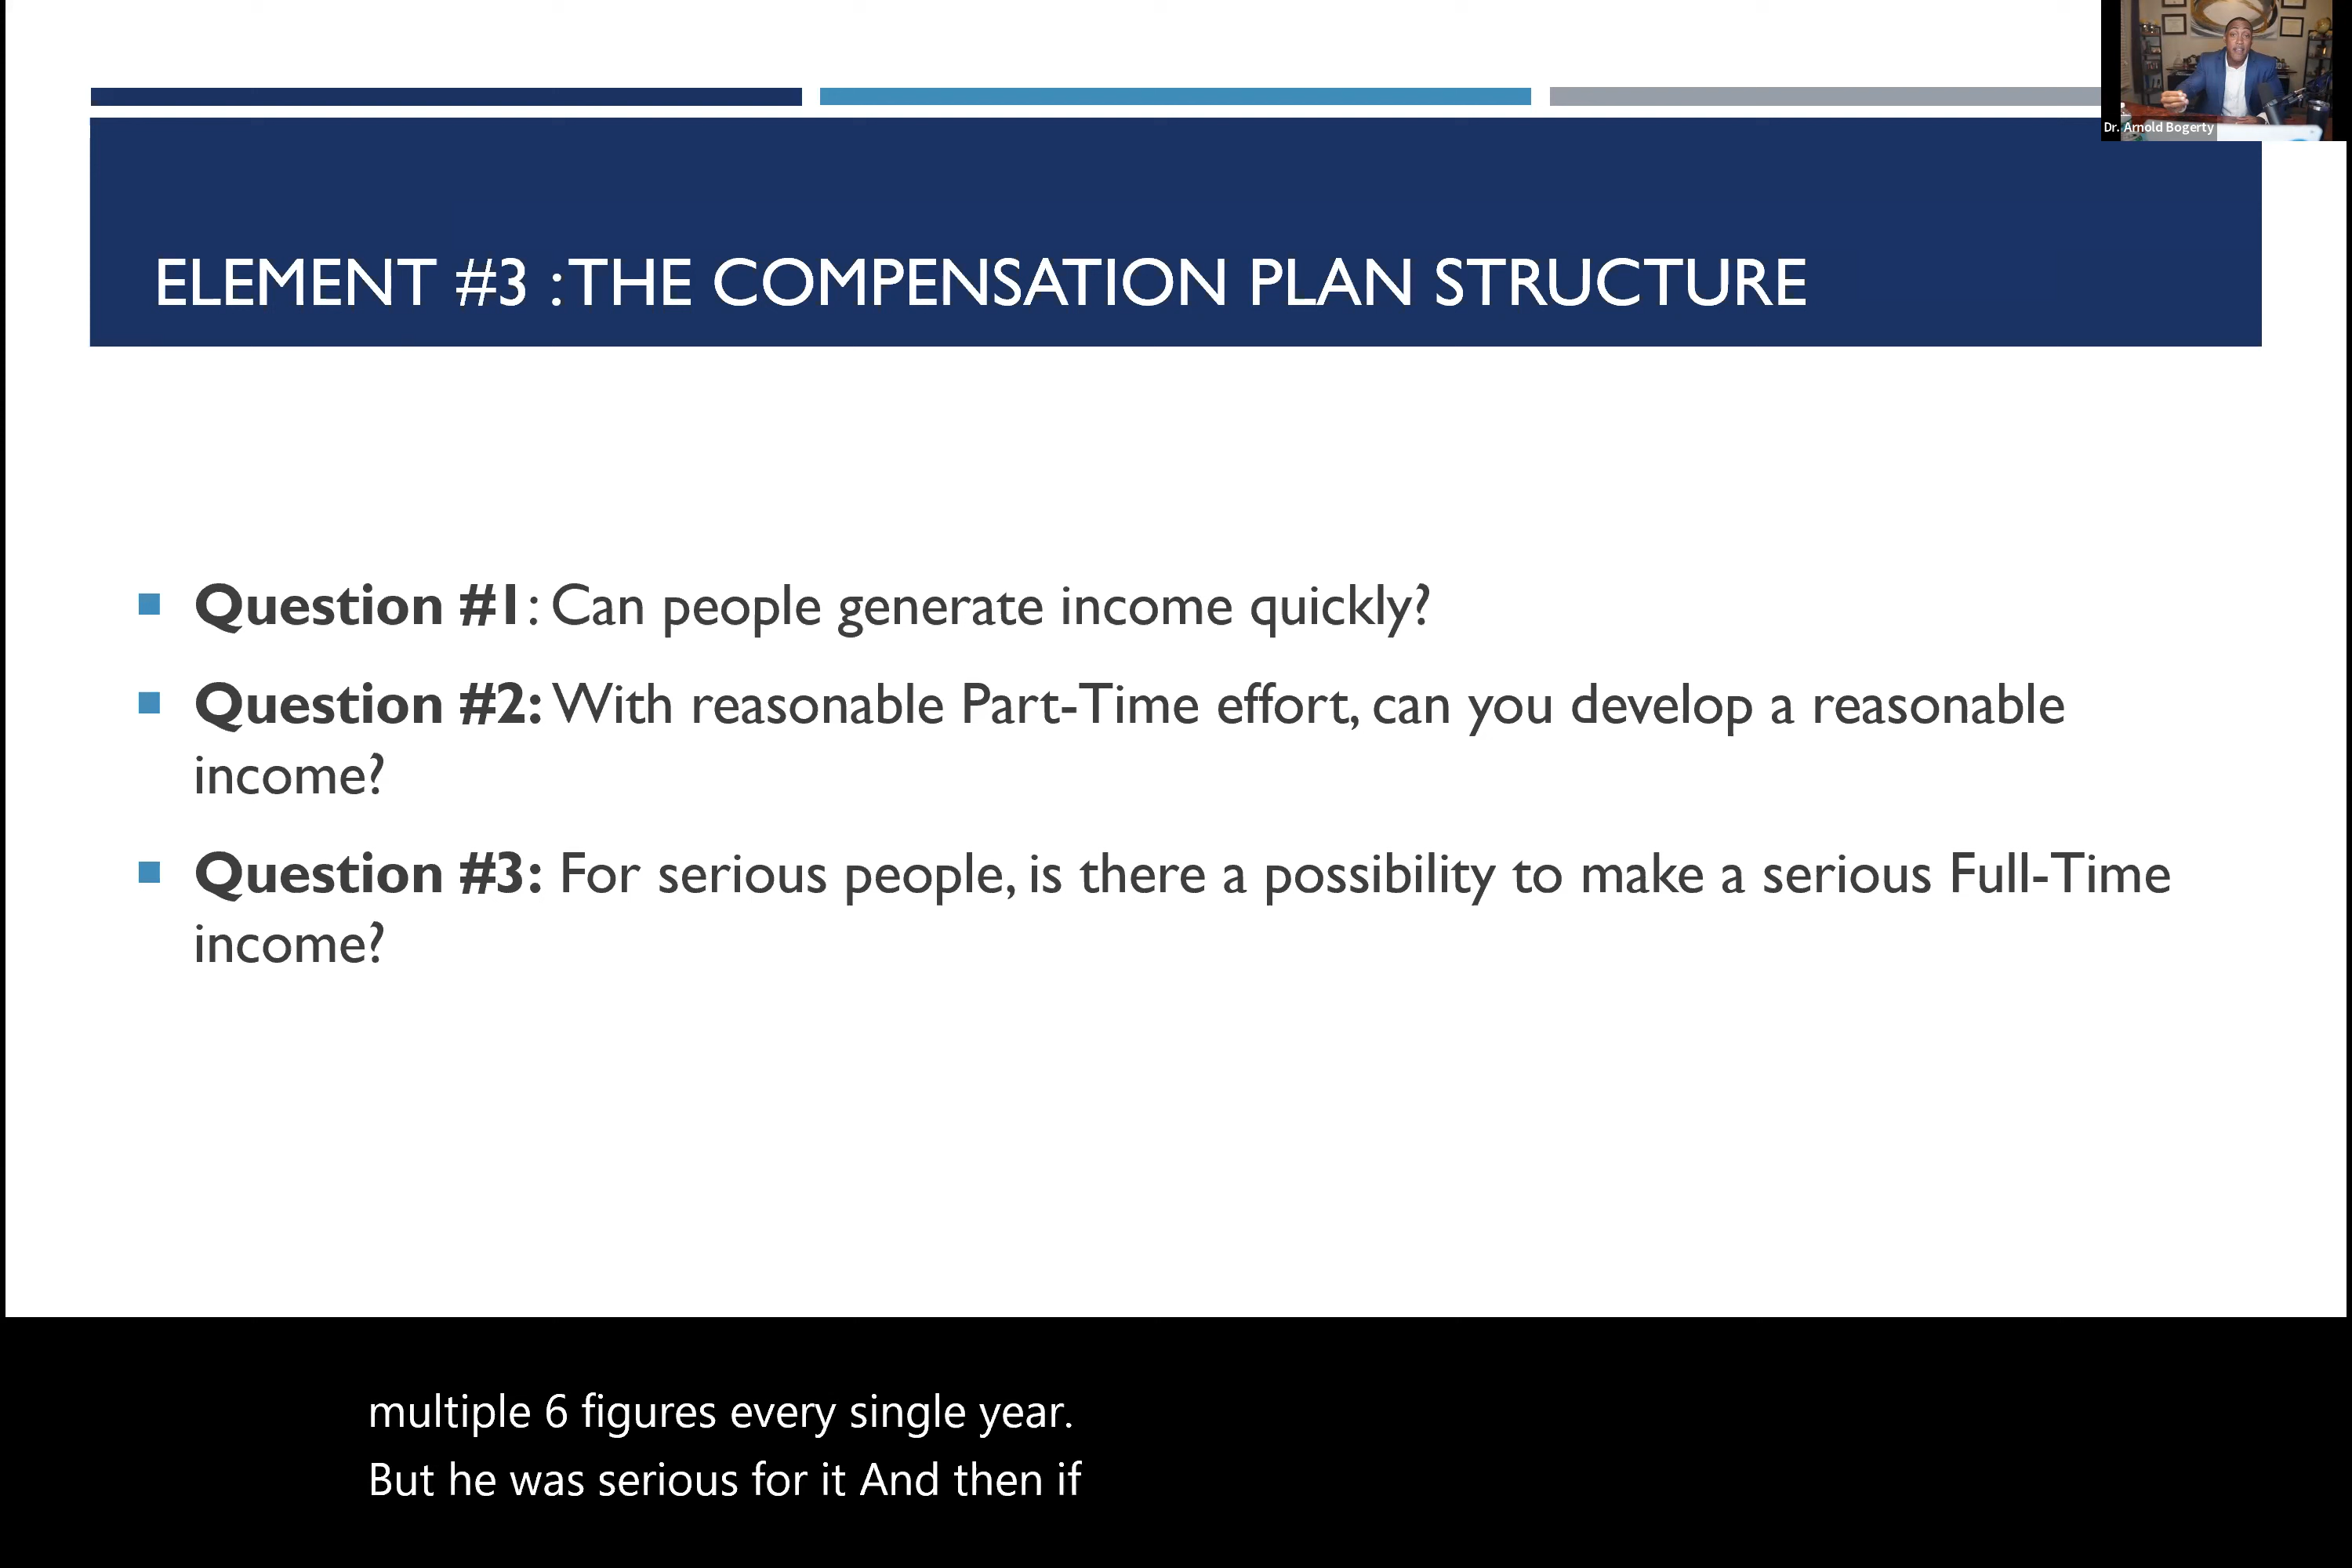 Dr. Arnold Bogerty
ELEMENT #3 : THE COMPENSATION PLAN STRUCTURE
Question #1: Can people generate income quickly?
Question #2: With reasonable Part-Time effort, can you develop a reasonable
income?
Question #3: For serious people, is there a possibility to make a serious Full-Time
income?
multiple 6 figures every single year.
But he was serious for it And then if